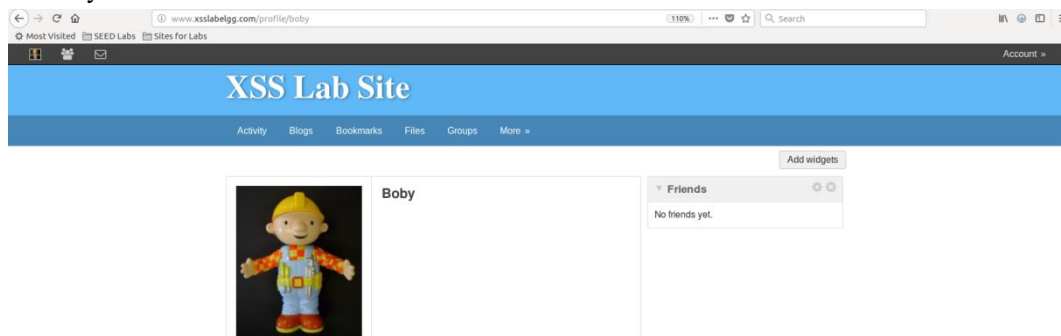 www.xsslabelgg.com/profile/boby
110%
Search
Most Visited
SEED Labs
Sites for Labs
Account »
XSS Lab Site
Activity
Blogs
Bookmarks
Files
Groups
More »
Add widgets
Boby
Friends
No friends yet.